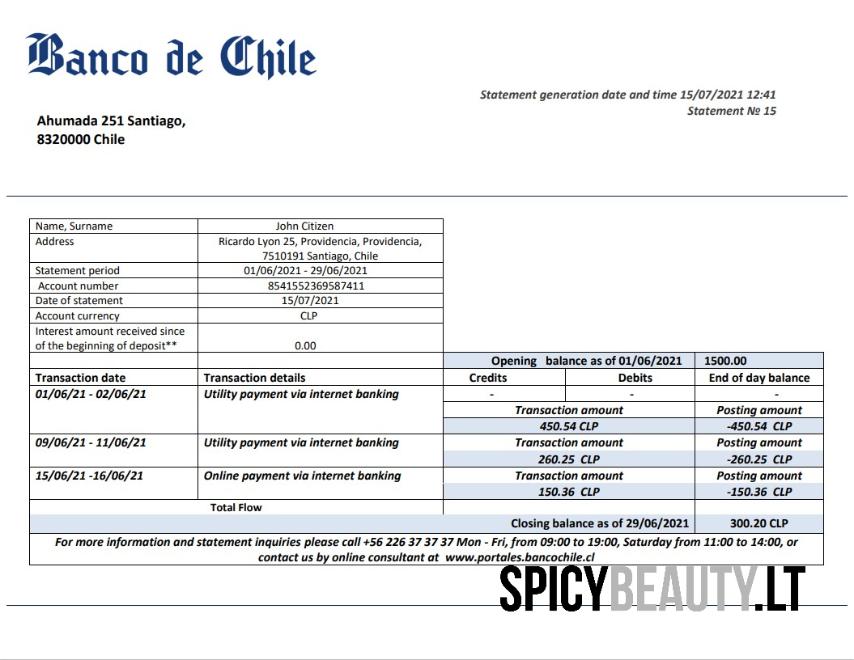 Banco de Chile
Statement generation date and time 15/07/2021 12:41
Statement № 15
Ahumada 251 Santiago,
8320000 Chile
Name, Surname John Citizen
Address Ricardo Lyon 25, Providencia, Providencia,
7510191 Santiago, Chile
Statement period 01/06/2021 - 29/06/2021
Account number 8541552369587411
Date of statement 15/07/2021
Account currency CLP
Interest amount received since
of the beginning of deposit** 0.00
Opening balance as of 01/06/2021 1500.00
Transaction date Transaction details Credits Debits End of day balance
01/06/21 - 02/06/21 Utility payment via internet banking - - -
Transaction amount Posting amount
450.54 CLP -450.54 CLP
09/06/21 - 11/06/21 Utility payment via internet banking Transaction amount Posting amount
260.25 CLP -260.25 CLP
15/06/21 -16/06/21 Online payment via internet banking Transaction amount Posting amount
150.36 CLP -150.36 CLP
Total Flow
Closing balance as of 29/06/2021 300.20 CLP
For more information and statement inquiries please call +56 226 37 37 37 Mon - Fri, from 09:00 to 19:00, Saturday from 11:00 to 14:00, or
contact us by online consultant at www.portales.bancochile.cl
SPICYBEAUTY.LT